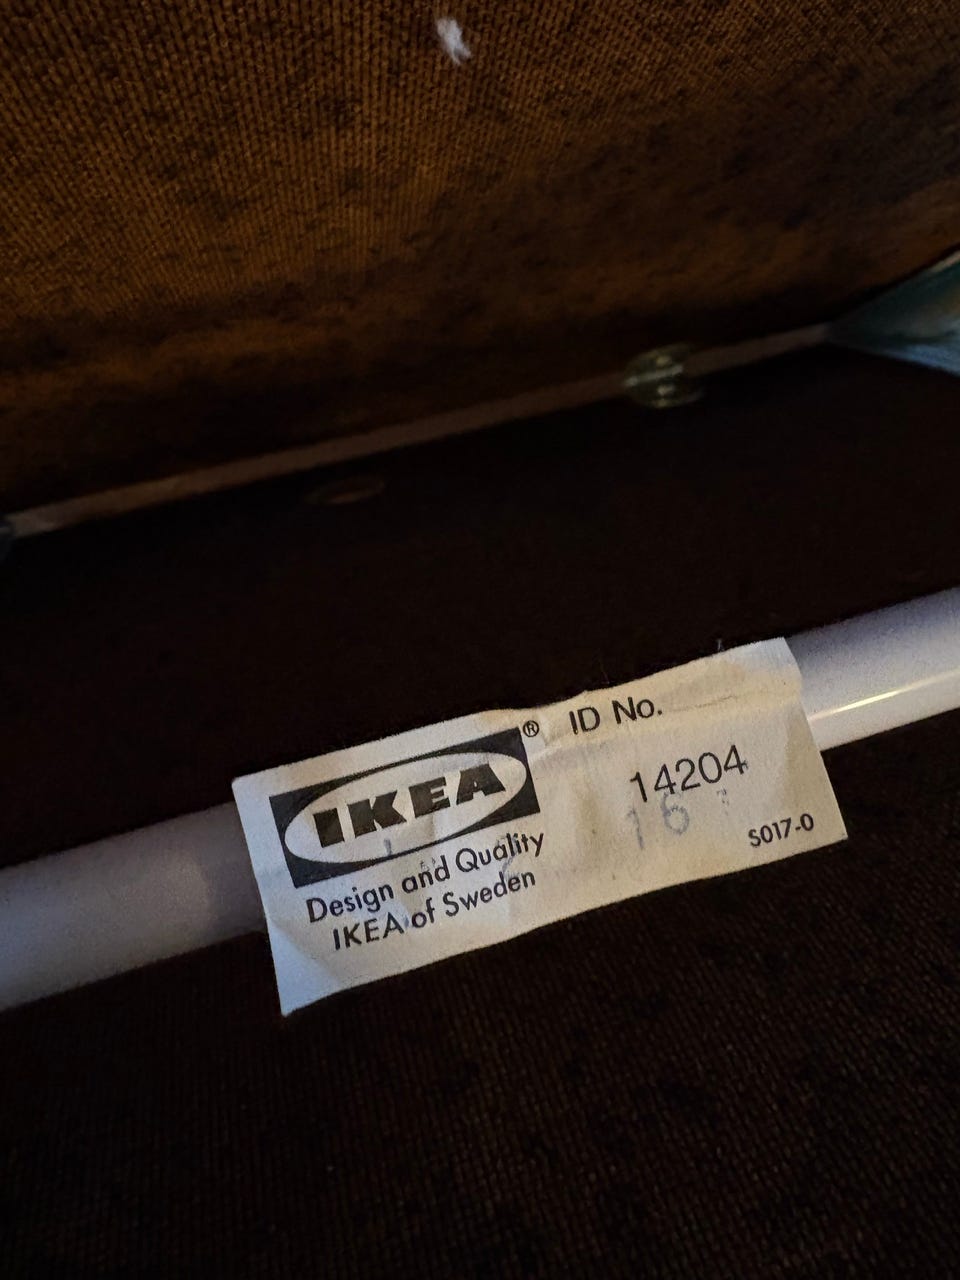 IKEA®
Design and Quality
IKEA of Sweden
ID No.
14204
16
S017-0